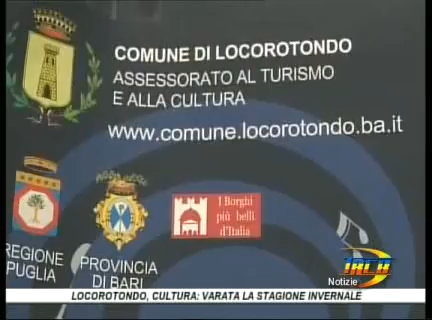 COMUNE DI LOCOROTONDO
ASSESSORATO AL TURISMO
E ALLA CULTURA
www.comune.locorotondo.ba.it
I Borghi
più belli
d'Italia
REGIONE
PUGLIA
PROVINCIA
DI BARI
Notizie
LOCOROTONDO, CULTURA: VARATA LA STAGIONE INVERNALE